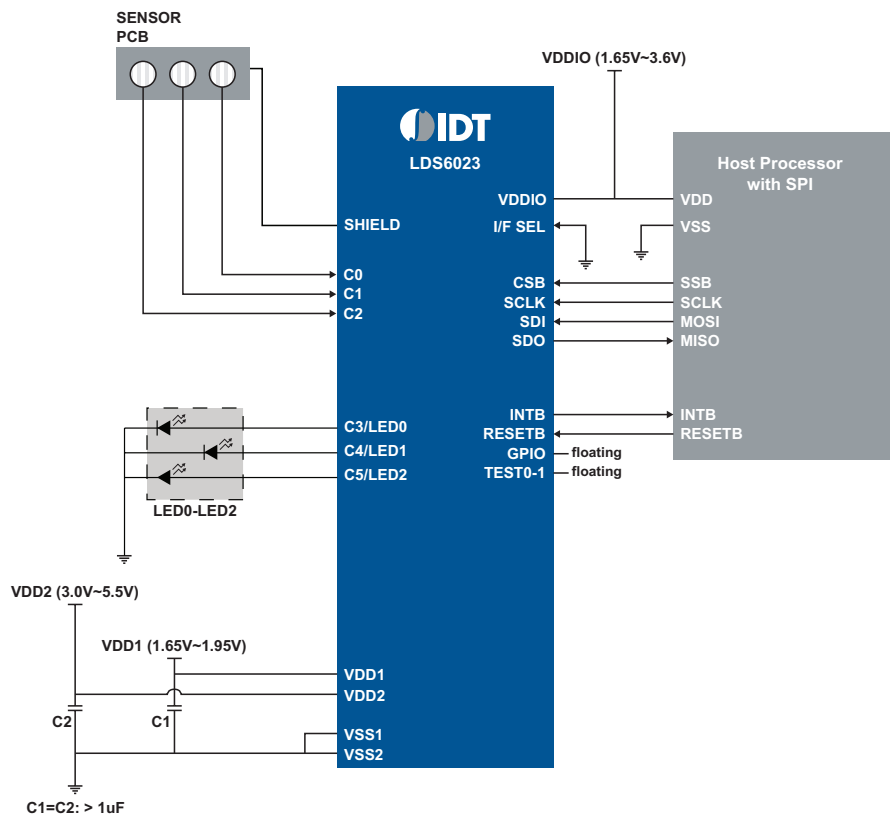 SENSOR
PCB
VDDIO (1.65V~3.6V)
IDT
LDS6023
Host Processor
with SPI
VDDIO
VDD
SHIELD
I/F SEL
VSS
C0
C1
C2
CSB
SCLK
SDI
SDO
SSB
SCLK
MOSI
MISO
C3/LED0
C4/LED1
C5/LED2
INTB
RESETB
GPIO
TEST0-1
floating
floating
INTB
RESETB
LED0-LED2
VDD2 (3.0V~5.5V)
VDD1 (1.65V~1.95V)
VDD1
VDD2
C2
C1
VSS1
VSS2
C1=C2: > 1uF